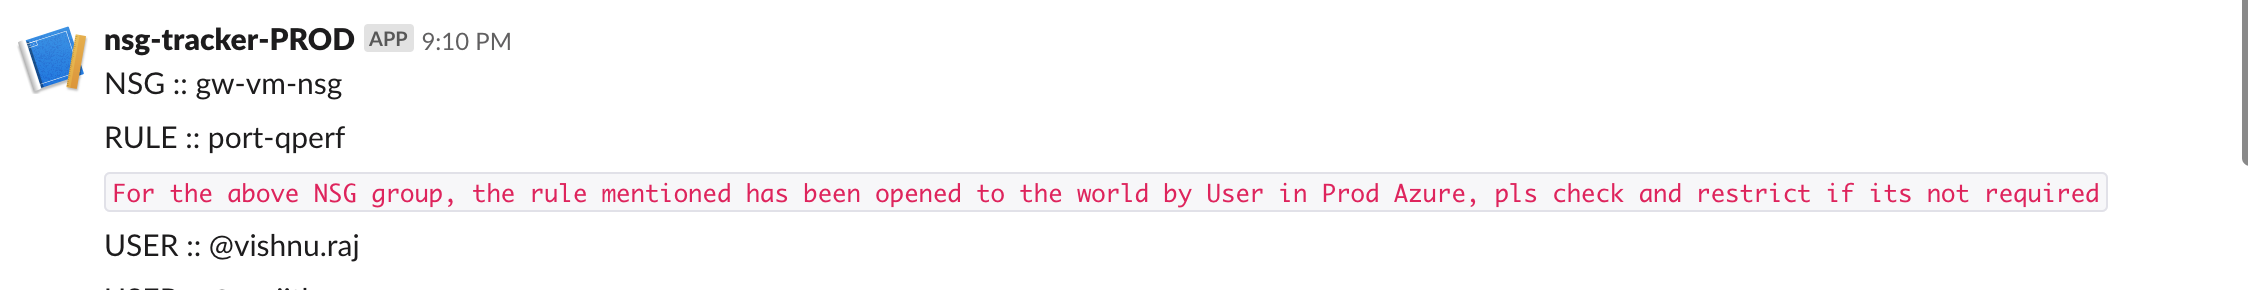 nsg-tracker-PROD APP 9:10 PM
NSG :: gw-vm-nsg
RULE :: port-qperf
For the above NSG group, the rule mentioned has been opened to the world by User in Prod Azure, pls check and restrict if its not required
USER :: @vishnu.raj